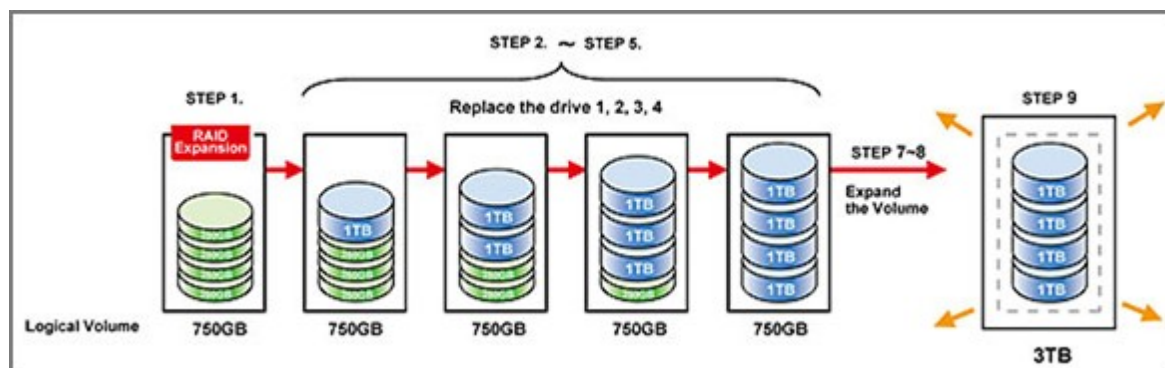 STEP 2. ~ STEP 5.
STEP 1.
Replace the drive 1, 2, 3, 4
STEP 9
RAID
Expansion
STEP 7~8
Expand
the Volume
1TB
1TB
1TB
1TB
1TB
1TB
1TB
1TB
1TB
1TB
1TB
1TB
1TB
1TB
Logical Volume
750GB
750GB
750GB
750GB
750GB
3TB